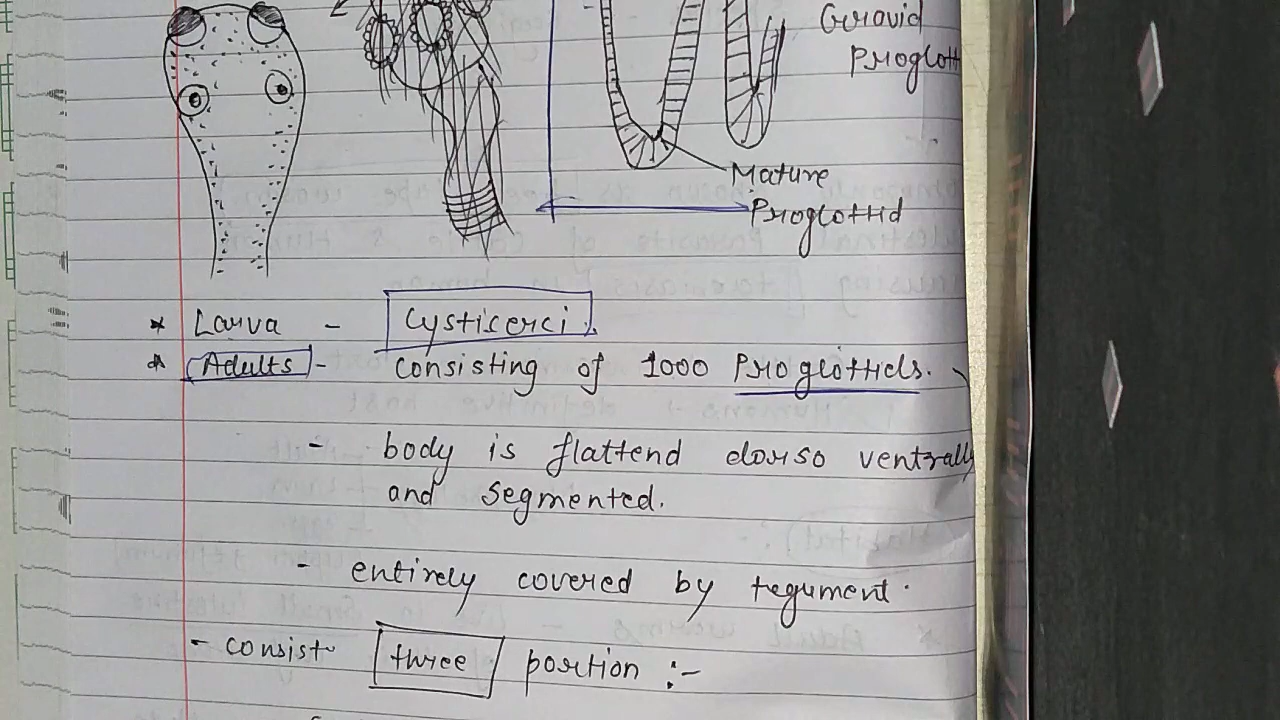 Gravid
Proglott
Mature
Proglottid
* Larva - Cysticerci.
* Adults - consisting of 1000 Proglottids.
- body is flattend dorso ventrally
and segmented.
- entirely covered by tegument.
- consist three portion :-